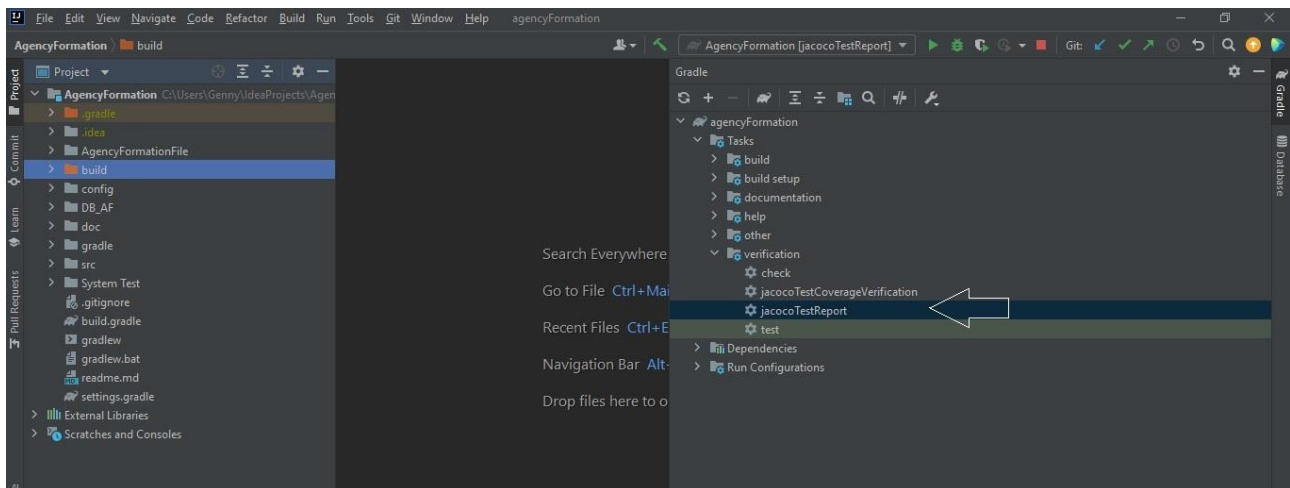 File Edit View Navigate Code Refactor Build Run Tools Git Window Help agencyFormation
AgencyFormation build
AgencyFormation [jacocoTestReport]
Git:
Project
Commit
Learn
Pull Requests
Project
AgencyFormation C:\Users\Genny\IdeaProjects\Agen
.gradle
.idea
AgencyFormationFile
build
config
DB_AF
doc
gradle
src
System Test
.gitignore
build.gradle
gradlew
gradlew.bat
readme.md
settings.gradle
External Libraries
Scratches and Consoles
Search Everywhere
Go to File Ctrl+Mai
Recent Files Ctrl+E
Navigation Bar Alt-
Drop files here to o
Gradle
agencyFormation
Tasks
build
build setup
documentation
help
other
verification
check
jacocoTestCoverageVerification
jacocoTestReport
test
Dependencies
Run Configurations
Gradle
Database